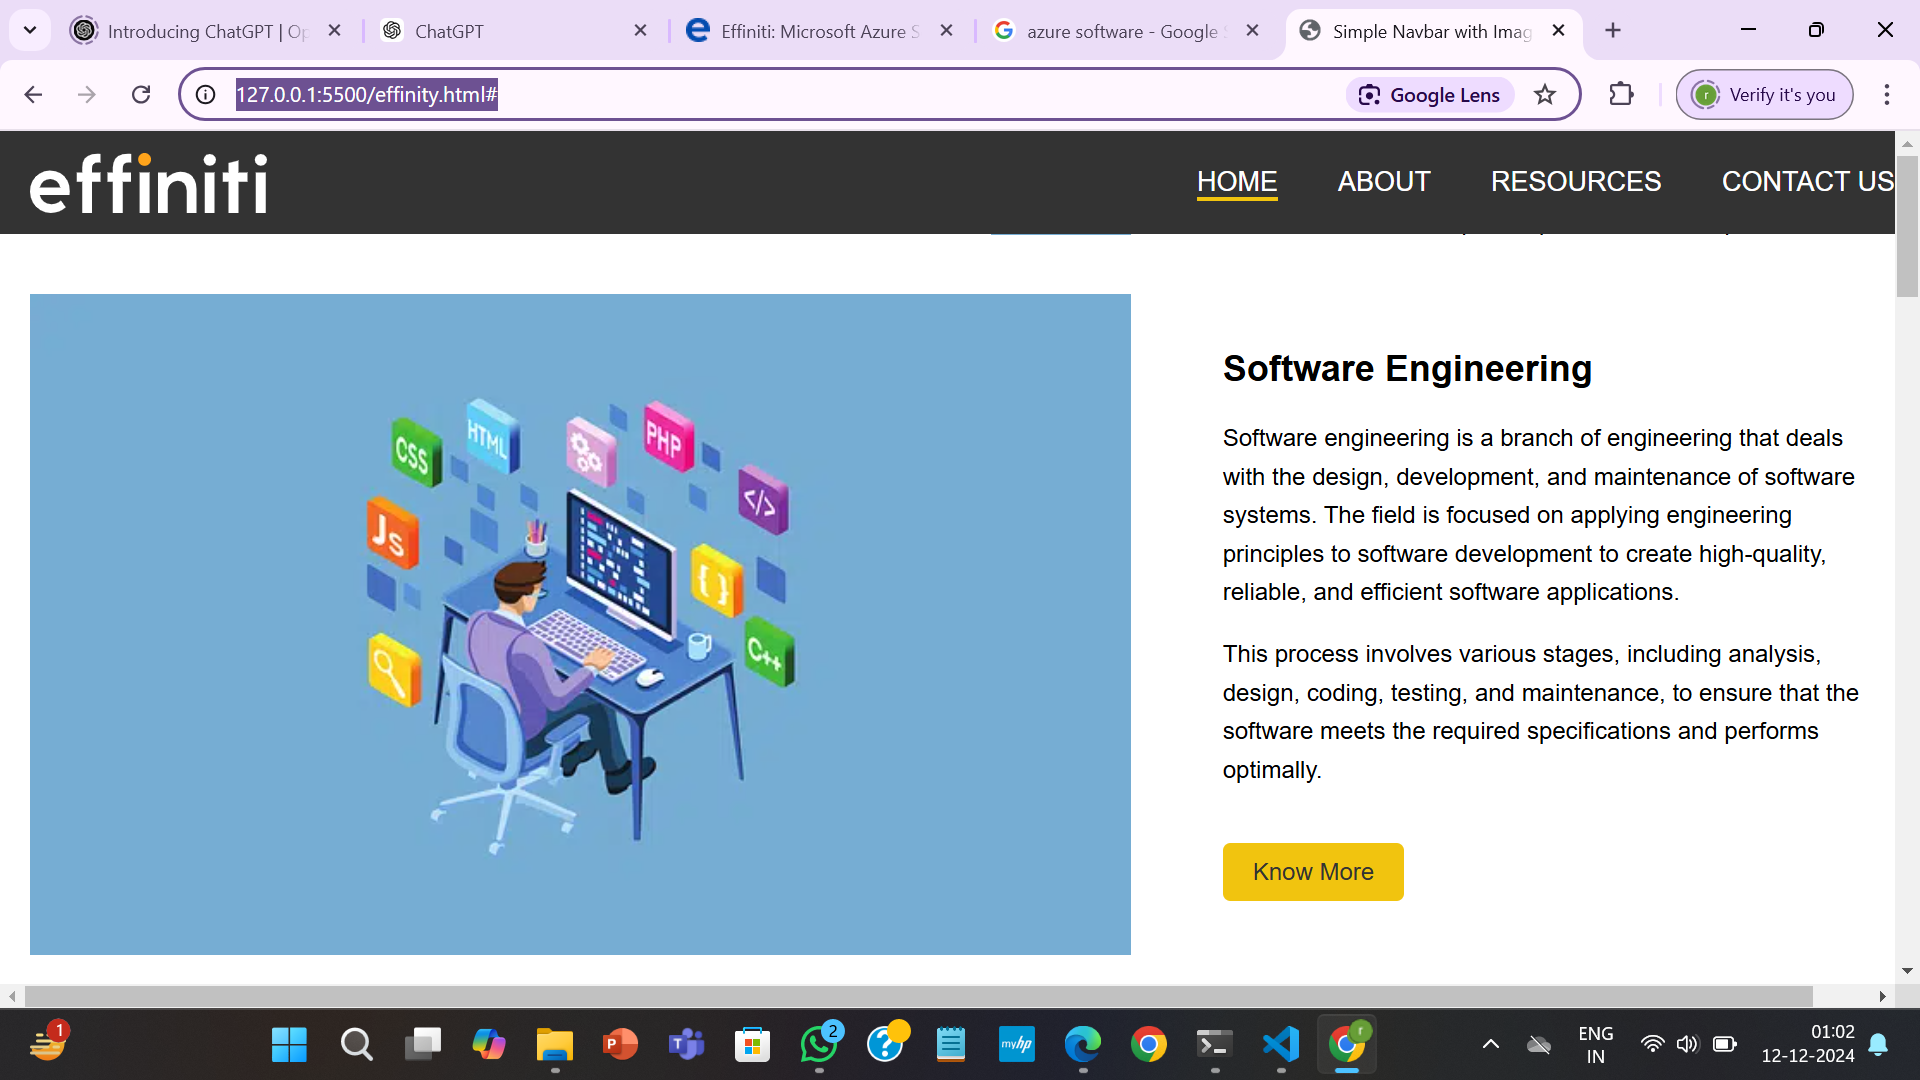 Introducing ChatGPT | Op
ChatGPT
Effiniti: Microsoft Azure S
azure software - Google S
Simple Navbar with Imag
127.0.0.1:5500/effinity.html#
Google Lens
r
Verify it's you
effiniti
HOME
ABOUT
RESOURCES
CONTACT US
CSS
HTML
PHP
</>
JS
{ }
C++
Software Engineering
Software engineering is a branch of engineering that deals
with the design, development, and maintenance of software
systems. The field is focused on applying engineering
principles to software development to create high-quality,
reliable, and efficient software applications.
This process involves various stages, including analysis,
design, coding, testing, and maintenance, to ensure that the
software meets the required specifications and performs
optimally.
Know More
1
P
T
2
?
myhp
r
ENG
IN
01:02
12-12-2024